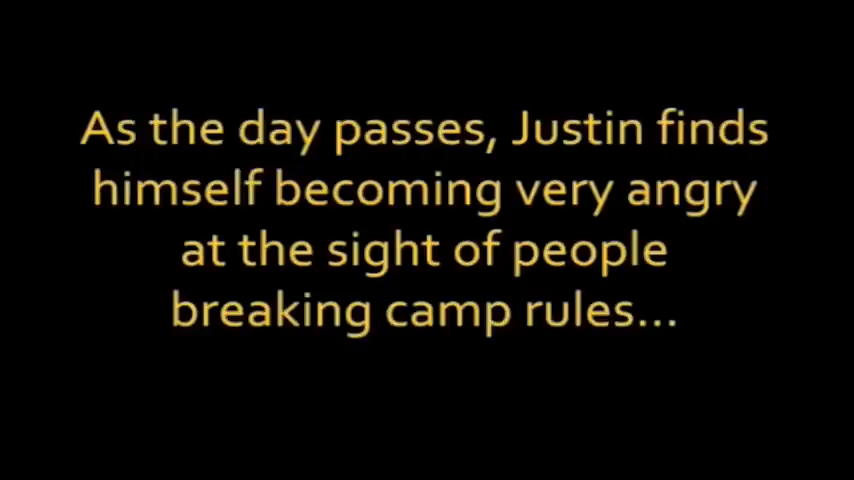 As the day passes, Justin finds
himself becoming very angry
at the sight of people
breaking camp rules...